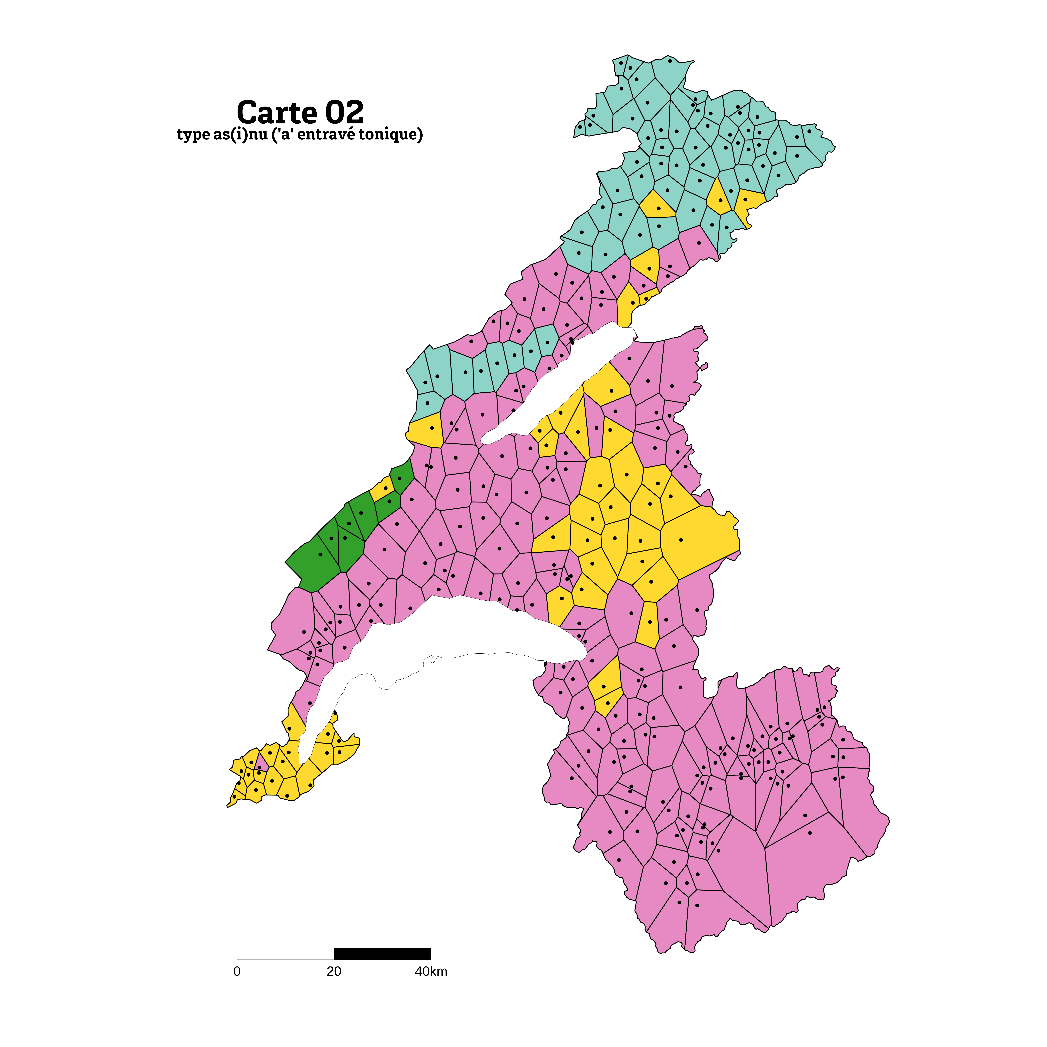 Carte 02
type as(i)nu ('a' entravé tonique)
0 20 40km